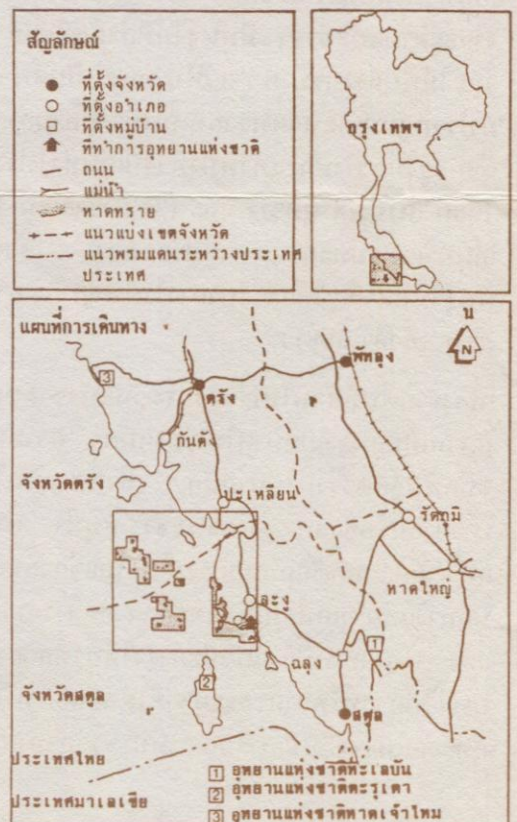 สัญลักษณ์
ที่ตั้งจังหวัด
ที่ตั้งอำเภอ
ที่ตั้งหมู่บ้าน
ที่ทำการอุทยานแห่งชาติ
ถนน
แม่น้ำ
หาดทราย
แนวแบ่งเขตจังหวัด
แนวพรมแดนระหว่างประเทศ
ประเทศ
กรุงเทพฯ
แผนที่การเดินทาง
น
N
พัทลุง
3
ตรัง
กันตัง
จังหวัดตรัง
ปะเหลียน
รัตภูมิ
หาดใหญ่
ละงู
ฉลุง
1
2
จังหวัดสตูล
สตูล
ประเทศไทย
ประเทศมาเลเซีย
1 อุทยานแห่งชาติทะเลบัน
2 อุทยานแห่งชาติตะรุเตา
3 อุทยานแห่งชาติหาดเจ้าไหม